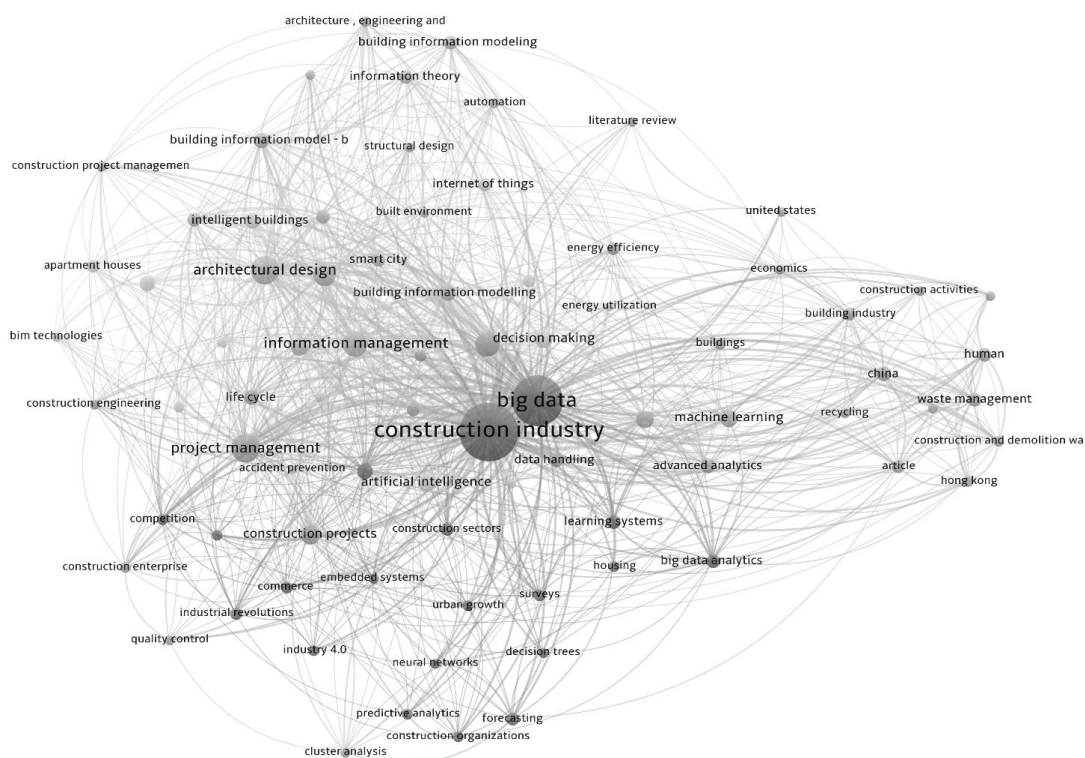 architecture , engineering and
building information modeling
information theory
automation
literature review
building information model - b
structural design
construction project managemen
internet of things
intelligent buildings
built environment
united states
energy efficiency
smart city
apartment houses
architectural design
economics
building information modelling
construction activities
energy utilization
building industry
bim technologies
information management
decision making
buildings
human
china
big data
life cycle
waste management
construction engineering
recycling
machine learning
construction industry
construction and demolition wa
project management
data handling
accident prevention
advanced analytics
article
artificial intelligence
hong kong
competition
learning systems
construction sectors
construction projects
big data analytics
construction enterprise
housing
embedded systems
commerce
surveys
urban growth
industrial revolutions
quality control
industry 4.0
decision trees
neural networks
predictive analytics
forecasting
construction organizations
cluster analysis